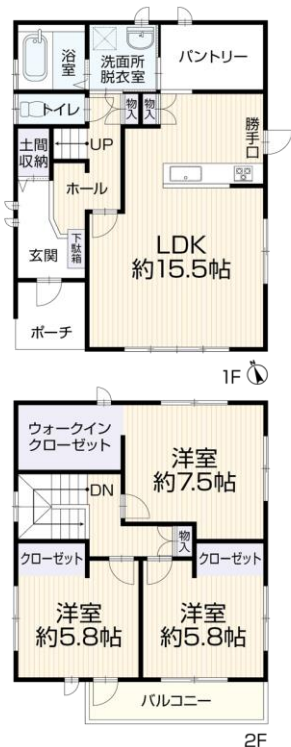 浴室
洗面所
脱衣室
パントリー
トイレ
物入
物入
勝手口
土間
収納
UP
ホール
玄関
下駄箱
LDK
約15.5帖
ポーチ
1F
ウォークイン
クローゼット
洋室
約7.5帖
DN
物入
クローゼット
クローゼット
洋室
約5.8帖
洋室
約5.8帖
バルコニー
2F